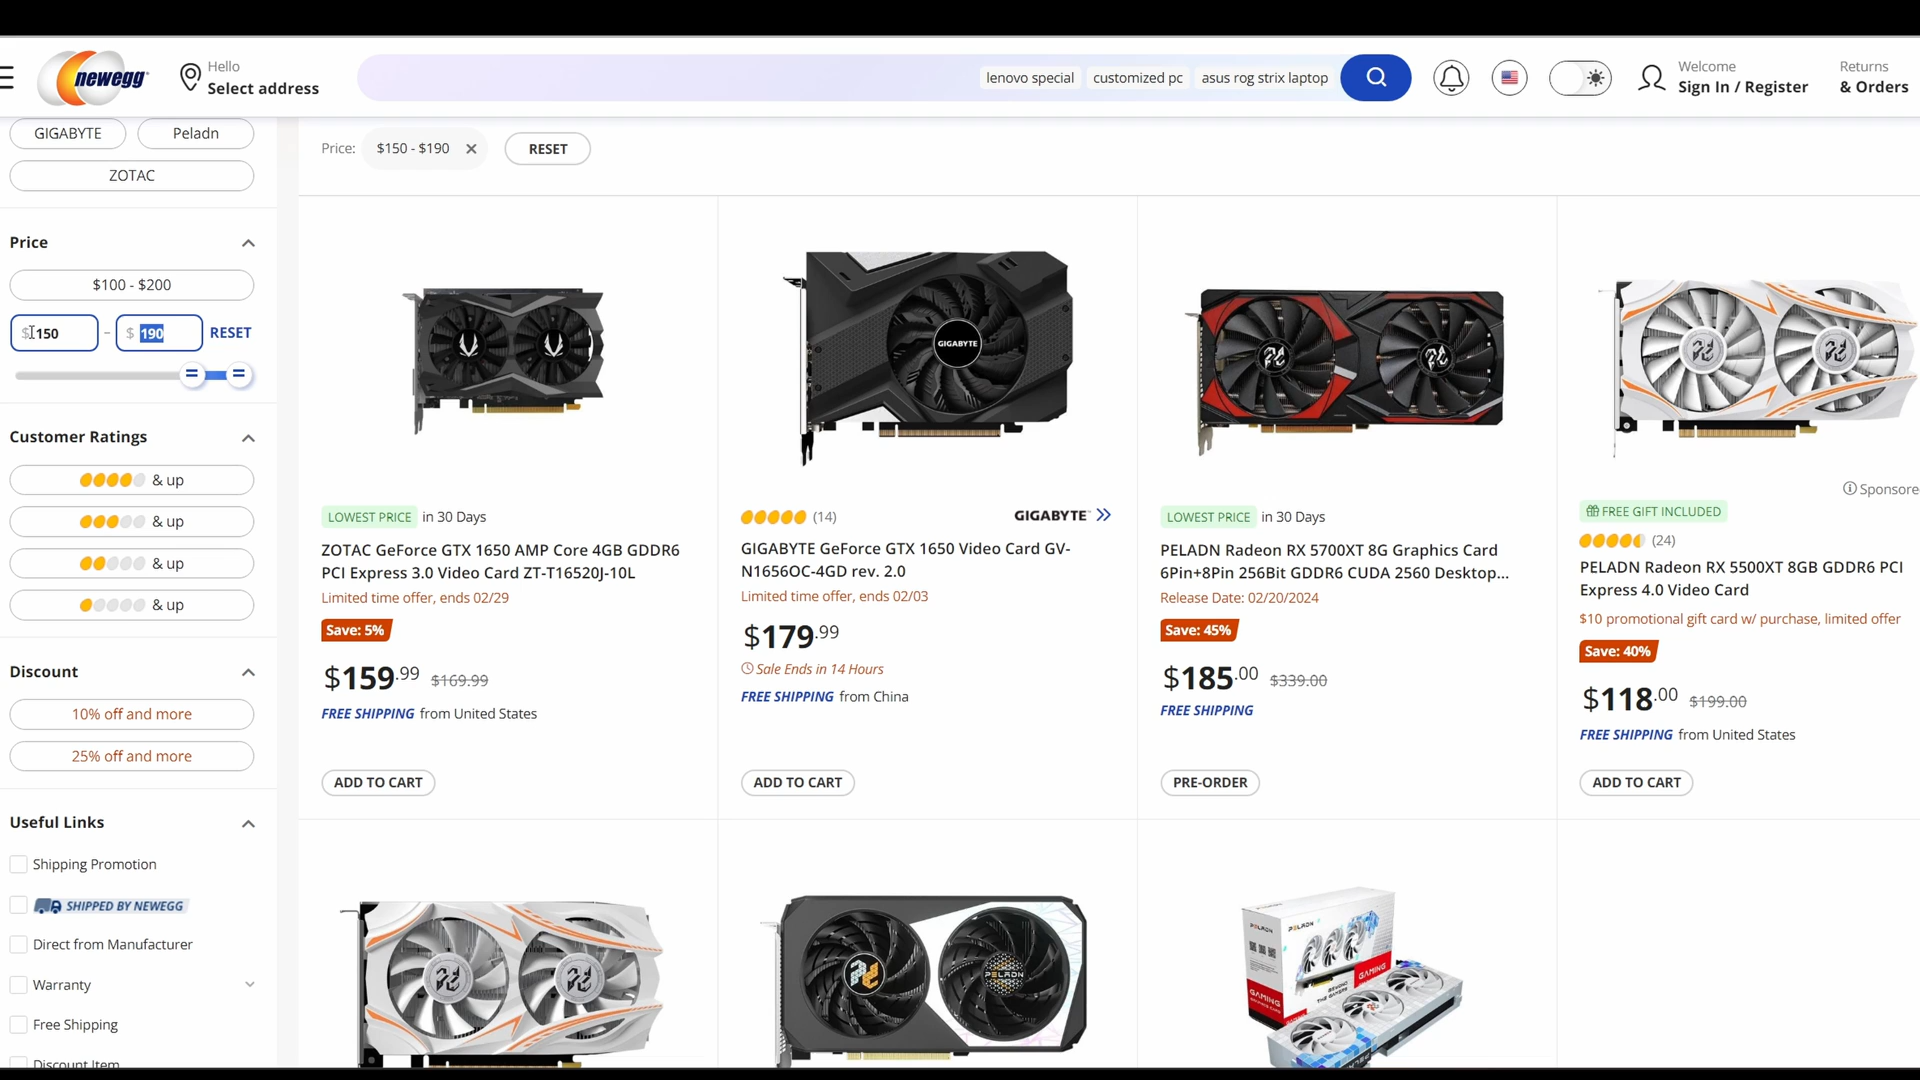 newegg
Hello
Select address
lenovo special
customized pc
asus rog strix laptop
Welcome
Sign In / Register
Returns
& Orders
GIGABYTE
Peladn
ZOTAC
Price
$100 - $200
$ 150 - $ 190 RESET
Customer Ratings
& up
& up
& up
& up
Discount
10% off and more
25% off and more
Useful Links
Shipping Promotion
SHIPPED BY NEWEGG
Direct from Manufacturer
Warranty
Free Shipping
Discount Item
Price: $150 - $190 RESET
LOWEST PRICE in 30 Days
ZOTAC GeForce GTX 1650 AMP Core 4GB GDDR6
PCI Express 3.0 Video Card ZT-T16520J-10L
Limited time offer, ends 02/29
Save: 5%
$159.99 $169.99
FREE SHIPPING from United States
ADD TO CART
GIGABYTE
(14)
GIGABYTE
GIGABYTE GeForce GTX 1650 Video Card GV-
N1656OC-4GD rev. 2.0
Limited time offer, ends 02/03
$179.99
Sale Ends in 14 Hours
FREE SHIPPING from China
ADD TO CART
LOWEST PRICE in 30 Days
PELADN Radeon RX 5700XT 8G Graphics Card
6Pin+8Pin 256Bit GDDR6 CUDA 2560 Desktop...
Release Date: 02/20/2024
Save: 45%
$185.00 $339.00
FREE SHIPPING
PRE-ORDER
Sponsore
FREE GIFT INCLUDED
(24)
PELADN Radeon RX 5500XT 8GB GDDR6 PCI
Express 4.0 Video Card
$10 promotional gift card w/ purchase, limited offer
Save: 40%
$118.00 $199.00
FREE SHIPPING from United States
ADD TO CART
PELADN
PELADN
PELADN
GAMING
GAMING